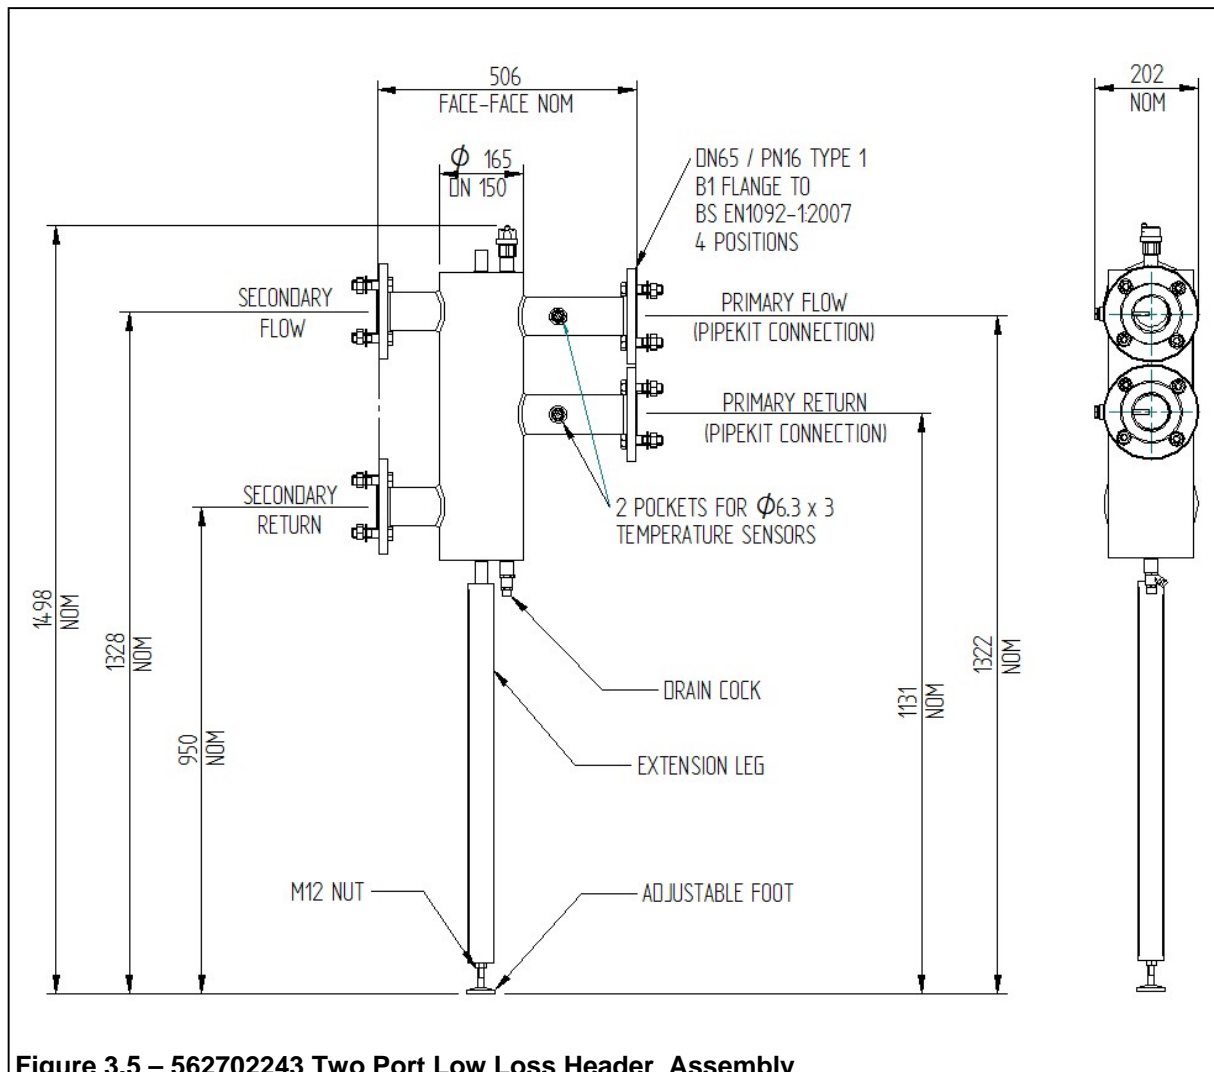 506
FACE-FACE NOM
202
NOM
Ø 165
DN 150
DN65 / PN16 TYPE 1
B1 FLANGE TO
BS EN1092-1:2007
4 POSITIONS
SECONDARY
FLOW
PRIMARY FLOW
(PIPEKIT CONNECTION)
PRIMARY RETURN
(PIPEKIT CONNECTION)
SECONDARY
RETURN
2 POCKETS FOR Ø6.3 x 3
TEMPERATURE SENSORS
1498
NOM
1328
NOM
950
NOM
1131
NOM
1322
NOM
DRAIN COCK
EXTENSION LEG
M12 NUT
ADJUSTABLE FOOT
Figure 3.5 – 562702243 Two Port Low Loss Header Assembly